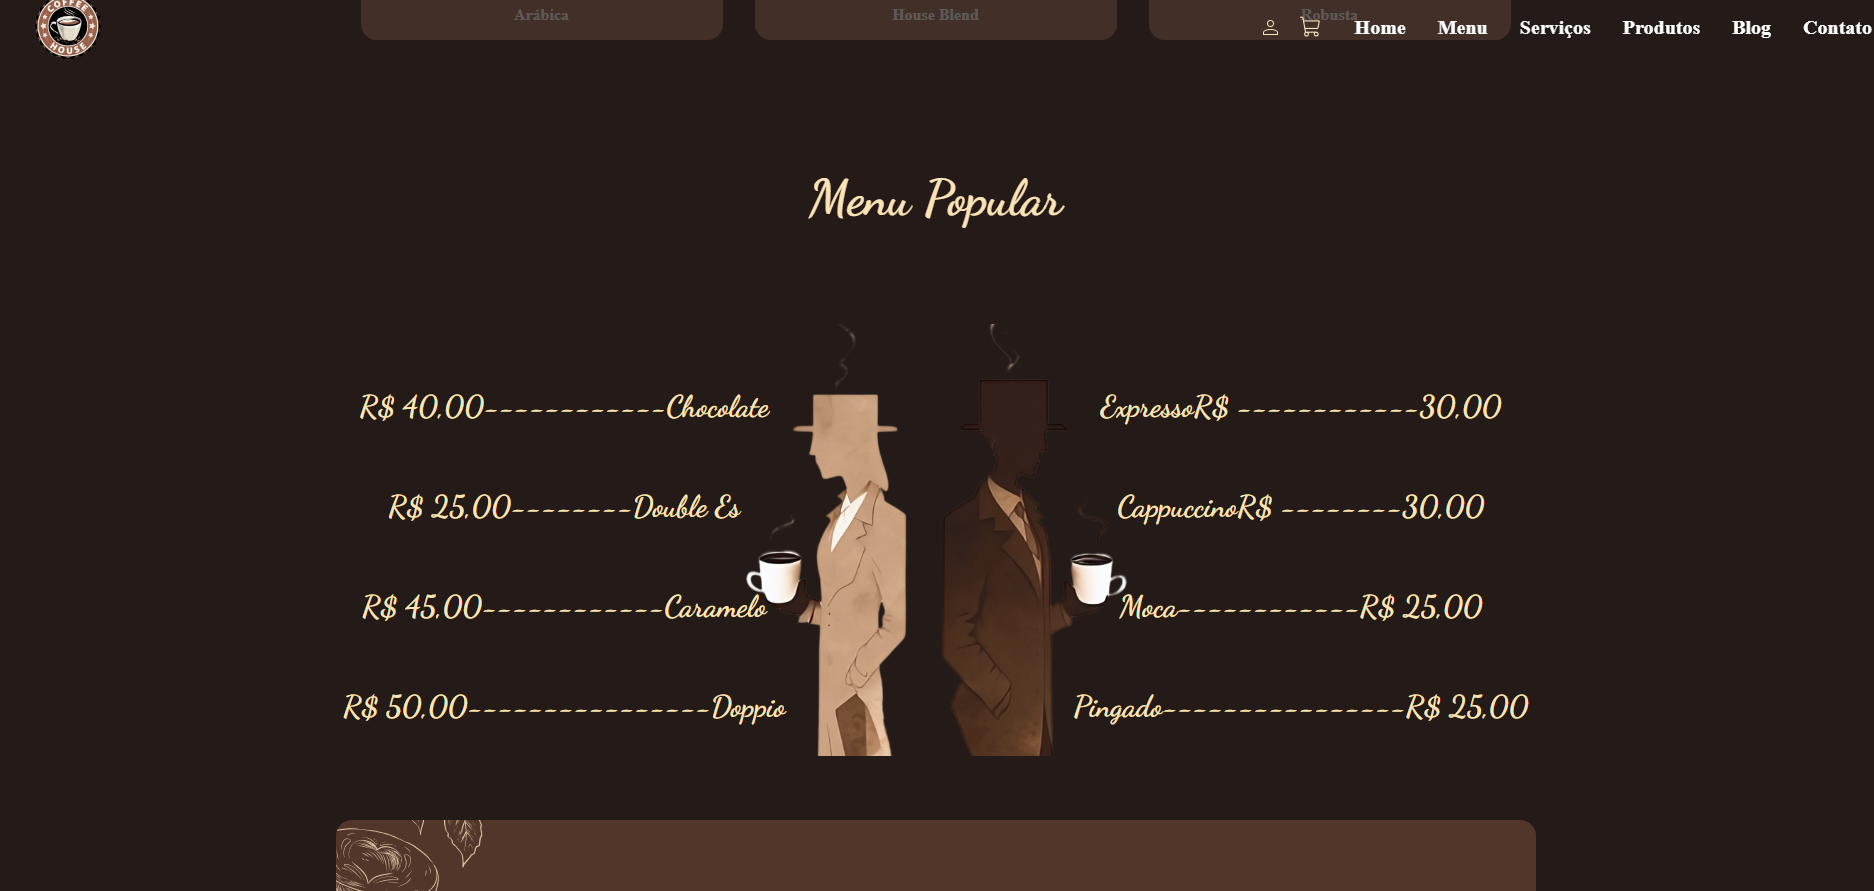 COFFEE
HOUSE
Arábica
House Blend
Robusta
Home
Menu
Serviços
Produtos
Blog
Contato
Menu Popular
R$ 40,00------------Chocolate
ExpressoR$ ------------30,00
R$ 25,00--------Double Es
CappuccinoR$ --------30,00
R$ 45,00------------Caramelo
Moca------------R$ 25,00
R$ 50,00----------------Doppio
Pingado----------------R$ 25,00